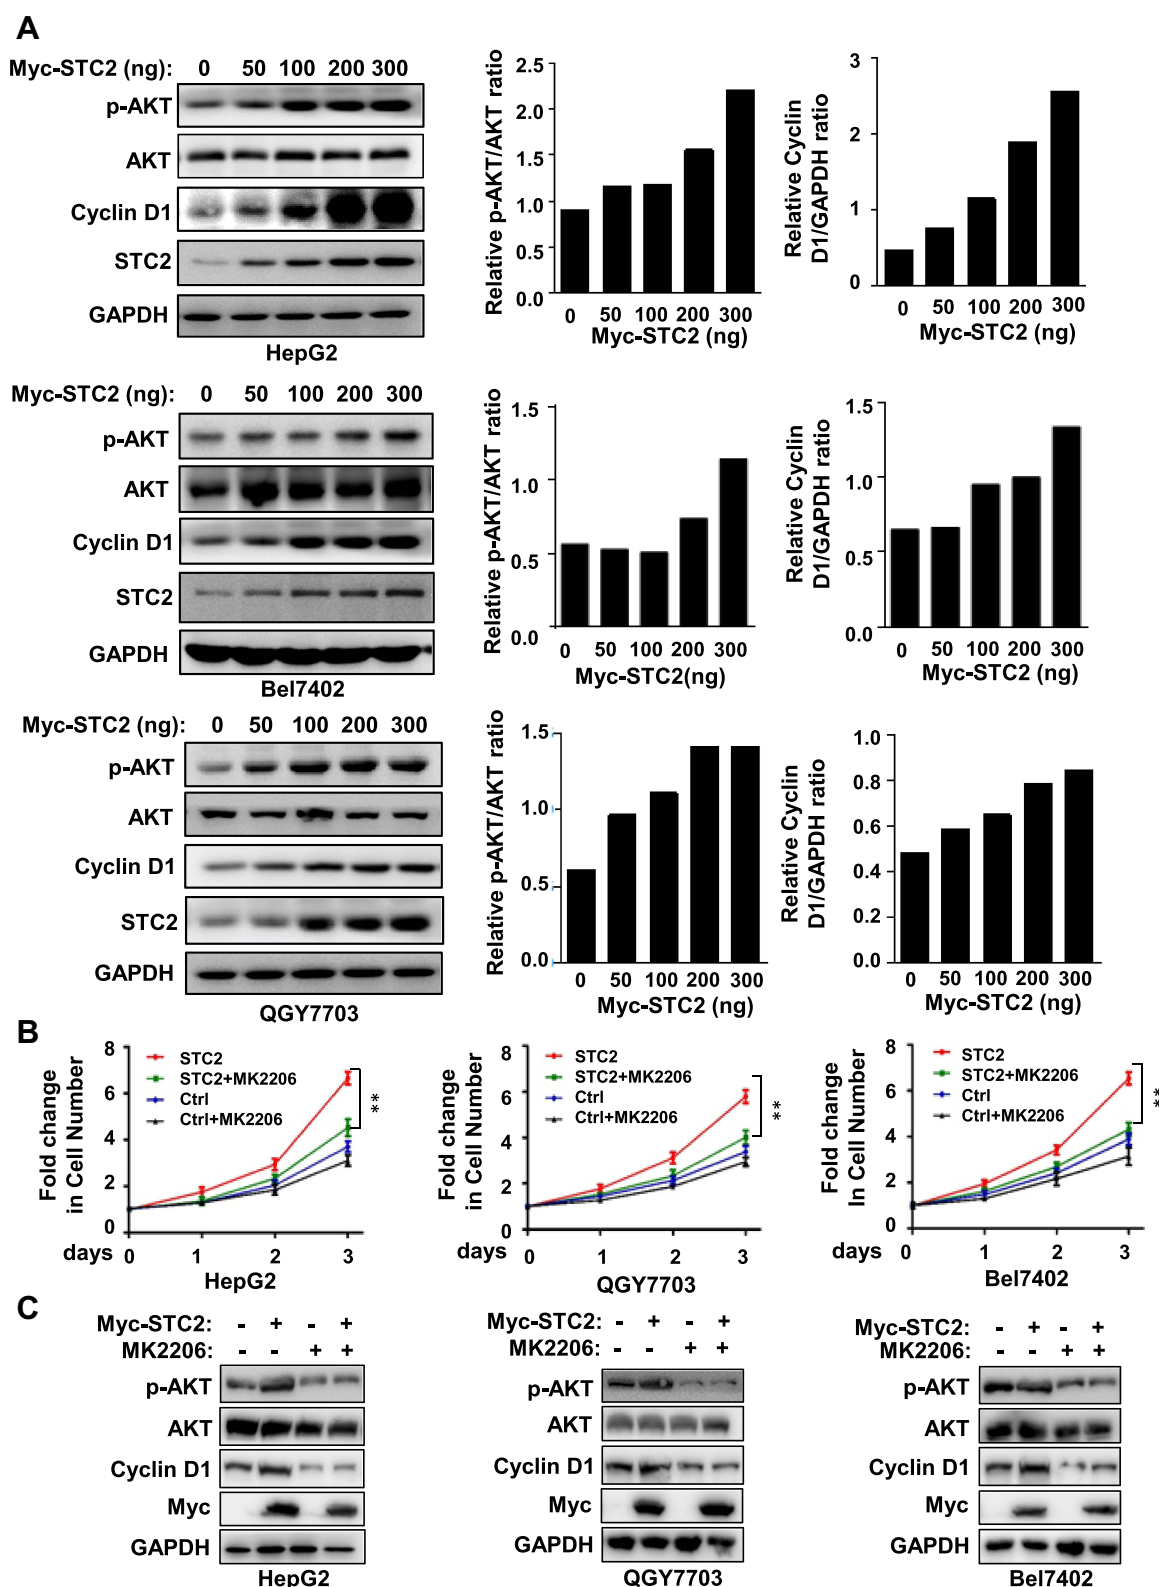 A
Myc-STC2 (ng): 0 50 100 200 300
p-AKT
AKT
Cyclin D1
STC2
GAPDH
HepG2
Relative p-AKT/AKT ratio
2.5
2.0
1.5
1.0
0.0
0 50 100 200 300
Myc-STC2 (ng)
Relative Cyclin
D1/GAPDH ratio
3
2
1
0
0 50 100 200 300
Myc-STC2 (ng)
Myc-STC2 (ng): 0 50 100 200 300
p-AKT
AKT
Cyclin D1
STC2
GAPDH
Bel7402
Relative p-AKT/AKT ratio
1.5
1.0
0.5
0.0
0 50 100 200 300
Myc-STC2(ng)
Relative Cyclin
D1/GAPDH ratio
1.5
1.0
0.5
0.0
0 50 100 200 300
Myc-STC2 (ng)
Myc-STC2 (ng): 0 50 100 200 300
p-AKT
AKT
Cyclin D1
STC2
GAPDH
QGY7703
Relative p-AKT/AKT ratio
1.5
1.0
0.5
0.0
0 50 100 200 300
Myc-STC2 (ng)
Relative Cyclin
D1/GAPDH ratio
1.0
0.8
0.6
0.4
0.2
0.0
0 50 100 200 300
Myc-STC2 (ng)
B
Fold change
in Cell Number
8
6
4
2
0
STC2
STC2+MK2206
Ctrl
Ctrl+MK2206
**
days 0 1 2 3
HepG2
Fold change
in Cell Number
8
6
4
2
0
STC2
STC2+MK2206
Ctrl
Ctrl+MK2206
**
days 0 1 2 3
QGY7703
Fold change
In Cell Number
8
6
4
2
0
STC2
STC2+MK2206
Ctrl
Ctrl+MK2206
**
days 0 1 2 3
Bel7402
C
Myc-STC2: - + - +
MK2206: - - + +
p-AKT
AKT
Cyclin D1
Myc
GAPDH
HepG2
Myc-STC2: - + - +
MK2206: - - + +
p-AKT
AKT
Cyclin D1
Myc
GAPDH
QGY7703
Myc-STC2: - + - +
MK2206: - - + +
p-AKT
AKT
Cyclin D1
Myc
GAPDH
Bel7402